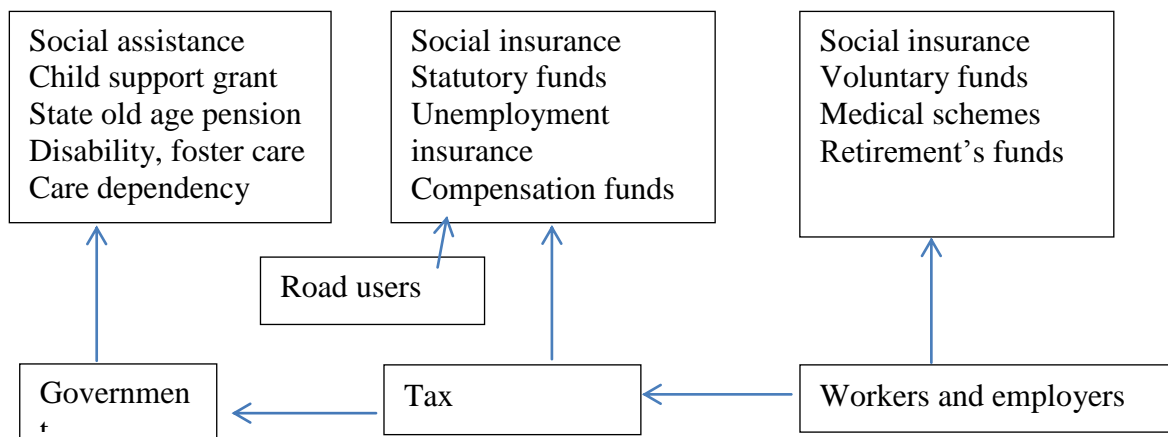 Social assistance
Child support grant
State old age pension
Disability, foster care
Care dependency
Social insurance
Statutory funds
Unemployment
insurance
Compensation funds
Social insurance
Voluntary funds
Medical schemes
Retirement’s funds
Road users
Governmen
t
Tax
Workers and employers